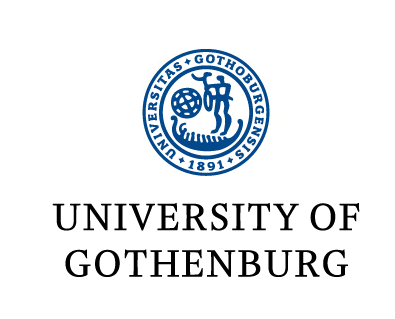 UNIVERSITAS ✦ GOTHOBURGENSIS ✦ 1891 ✦
UNIVERSITY OF
GOTHENBURG